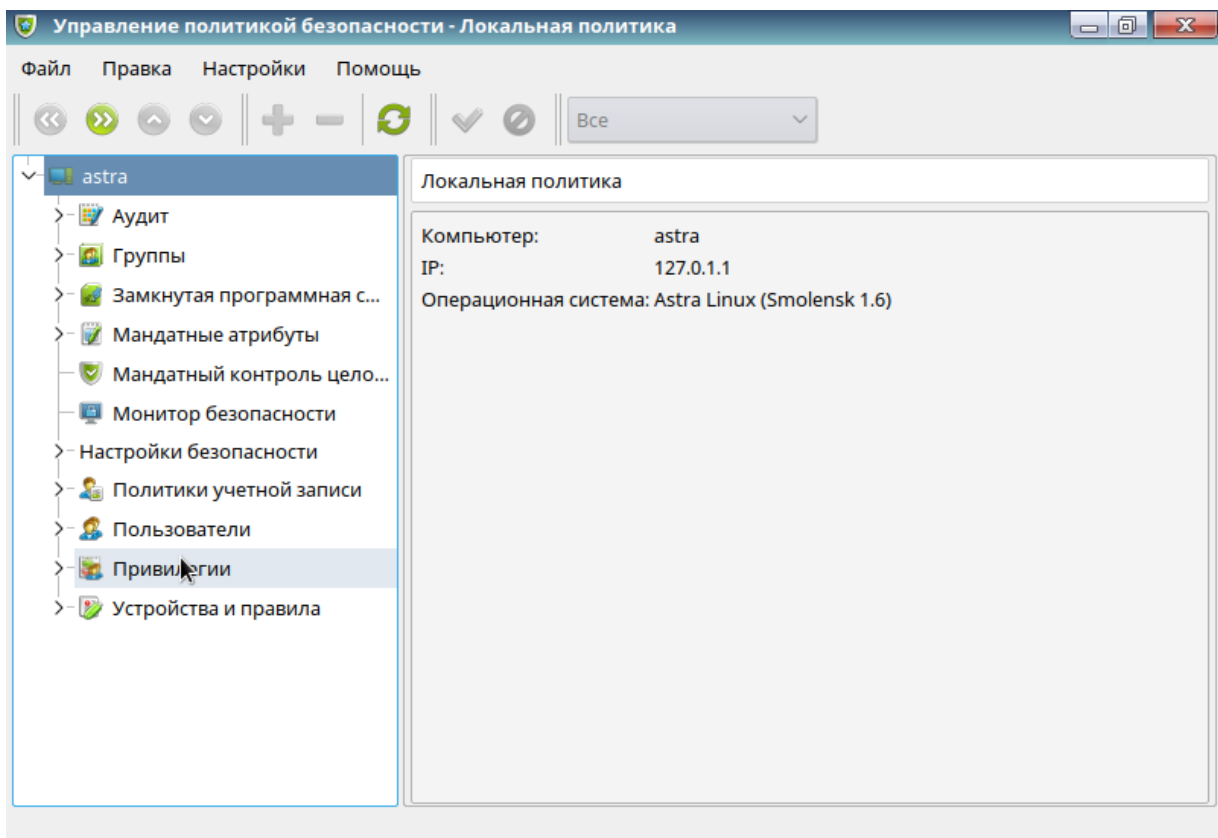 Управление политикой безопасности - Локальная политика
Файл Правка Настройки Помощь
Все
astra
Аудит
Группы
Замкнутая программная с...
Мандатные атрибуты
Мандатный контроль цело...
Монитор безопасности
Настройки безопасности
Политики учетной записи
Пользователи
Привилегии
Устройства и правила
Локальная политика
Компьютер: astra
IP: 127.0.1.1
Операционная система: Astra Linux (Smolensk 1.6)